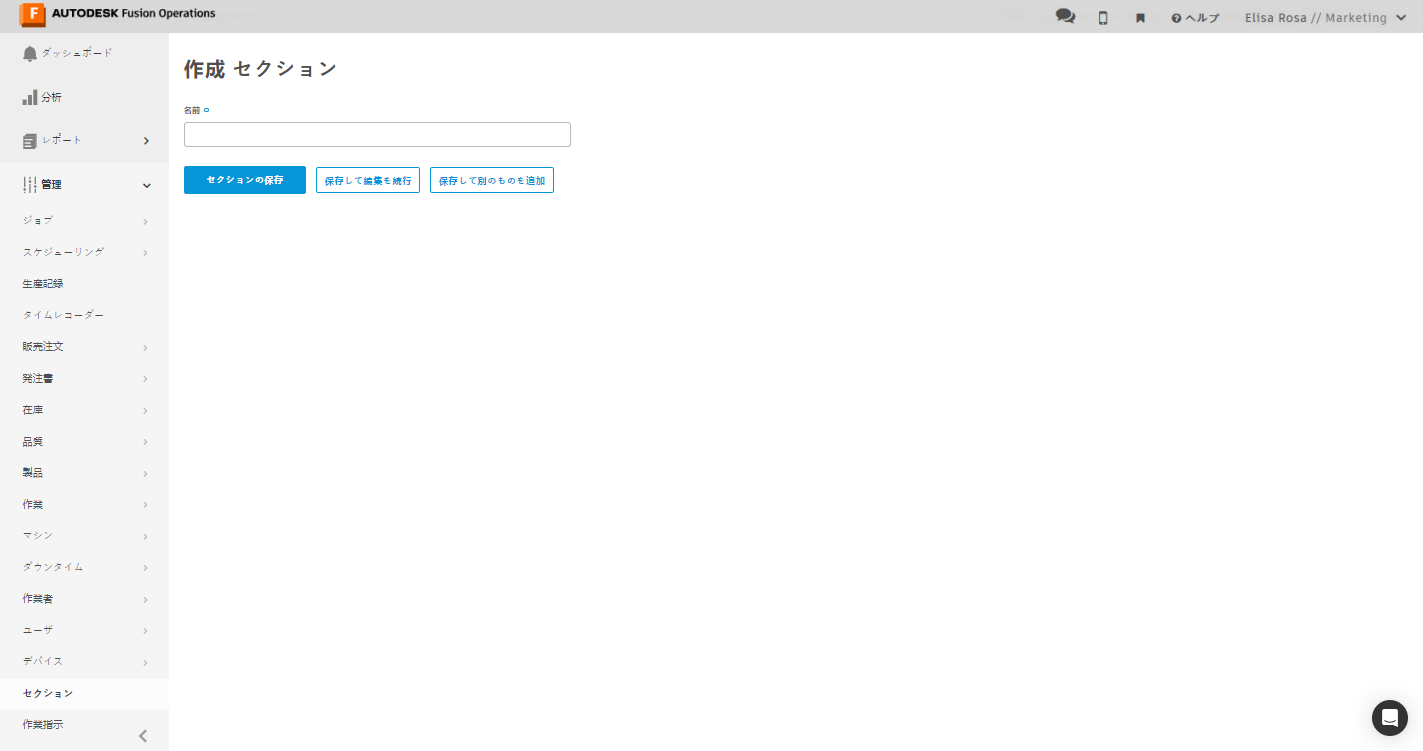 AUTODESK Fusion Operations
ヘルプ
Elisa Rosa // Marketing
ダッシュボード
分析
レポート
管理
ジョブ
スケジューリング
生産記録
タイムレコーダー
販売注文
発注書
在庫
品質
製品
作業
マシン
ダウンタイム
作業者
ユーザ
デバイス
セクション
作業指示
作成 セクション
名前
セクションの保存
保存して編集を続行
保存して別のものを追加